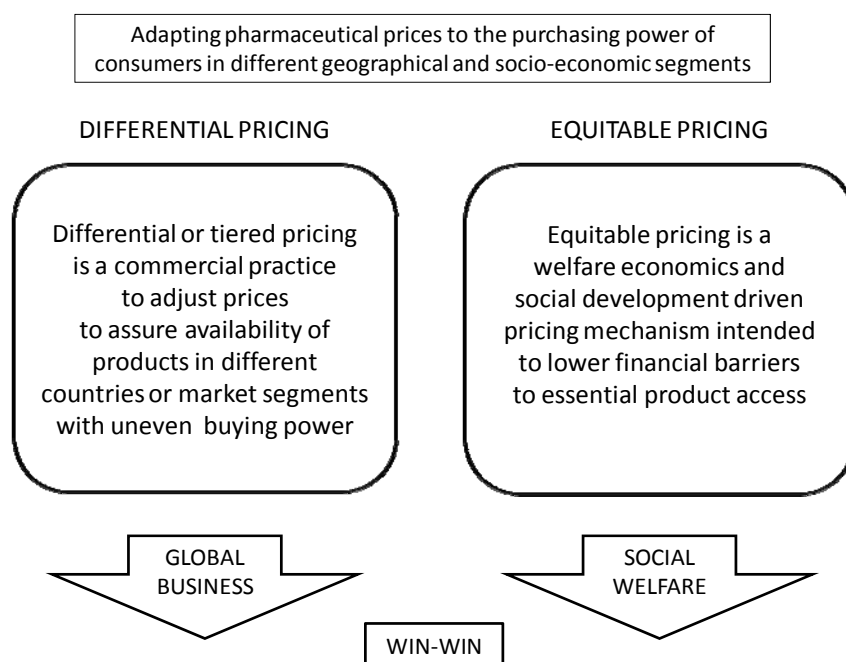 Adapting pharmaceutical prices to the purchasing power of
consumers in different geographical and socio-economic segments
DIFFERENTIAL PRICING
Differential or tiered pricing
is a commercial practice
to adjust prices
to assure availability of
products in different
countries or market segments
with uneven buying power
EQUITABLE PRICING
Equitable pricing is a
welfare economics and
social development driven
pricing mechanism intended
to lower financial barriers
to essential product access
GLOBAL
BUSINESS
SOCIAL
WELFARE
WIN-WIN